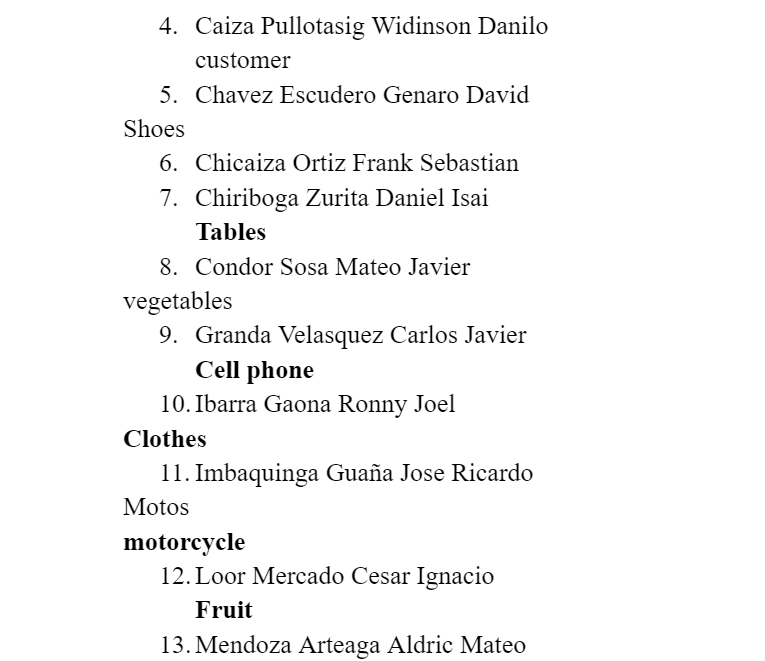 4. Caiza Pullotasig Widinson Danilo
customer
5. Chavez Escudero Genaro David
Shoes
6. Chicaiza Ortiz Frank Sebastian
7. Chiriboga Zurita Daniel Isai
Tables
8. Condor Sosa Mateo Javier
vegetables
9. Granda Velasquez Carlos Javier
Cell phone
10. Ibarra Gaona Ronny Joel
Clothes
11. Imbaquinga Guaña Jose Ricardo
Motos
motorcycle
12. Loor Mercado Cesar Ignacio
Fruit
13. Mendoza Arteaga Aldric Mateo